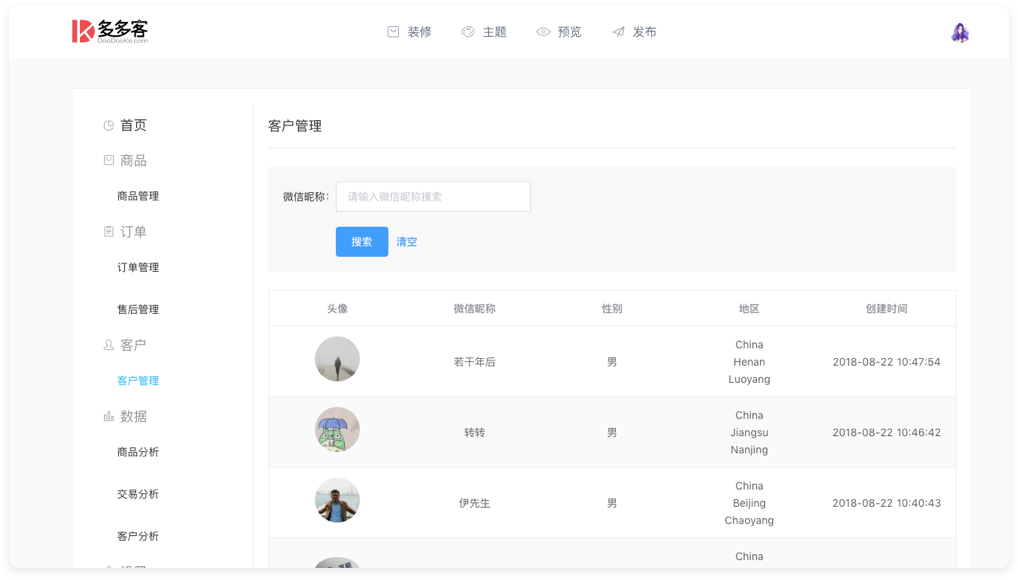 多多客
DooDooKe.com
装修
主题
预览
发布
首页
商品
商品管理
订单
订单管理
售后管理
客户
客户管理
数据
商品分析
交易分析
客户分析
客户管理
微信昵称：
请输入微信昵称搜索
搜索 清空
头像 微信昵称 性别 地区 创建时间
若干年后 男 China
Henan
Luoyang
2018-08-22 10:47:54
转转 男 China
Jiangsu
Nanjing
2018-08-22 10:46:42
伊先生 男 China
Beijing
Chaoyang
2018-08-22 10:40:43
China